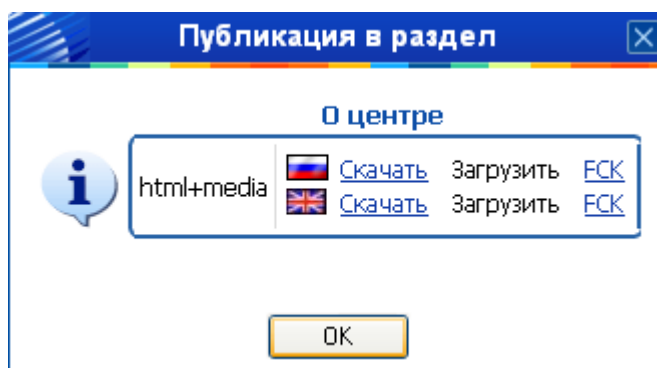 Публикация в раздел
О центре
html+media
Скачать Загрузить FCK
Скачать Загрузить FCK
OK